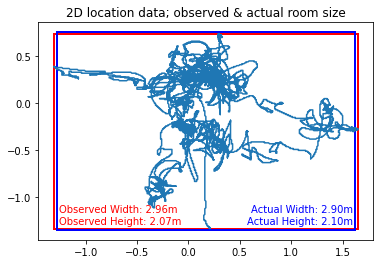 2D location data; observed & actual room size
0.5
0.0
−0.5
−1.0
Observed Width: 2.96m Actual Width: 2.90m
Observed Height: 2.07m Actual Height: 2.10m
−1.0 −0.5 0.0 0.5 1.0 1.5